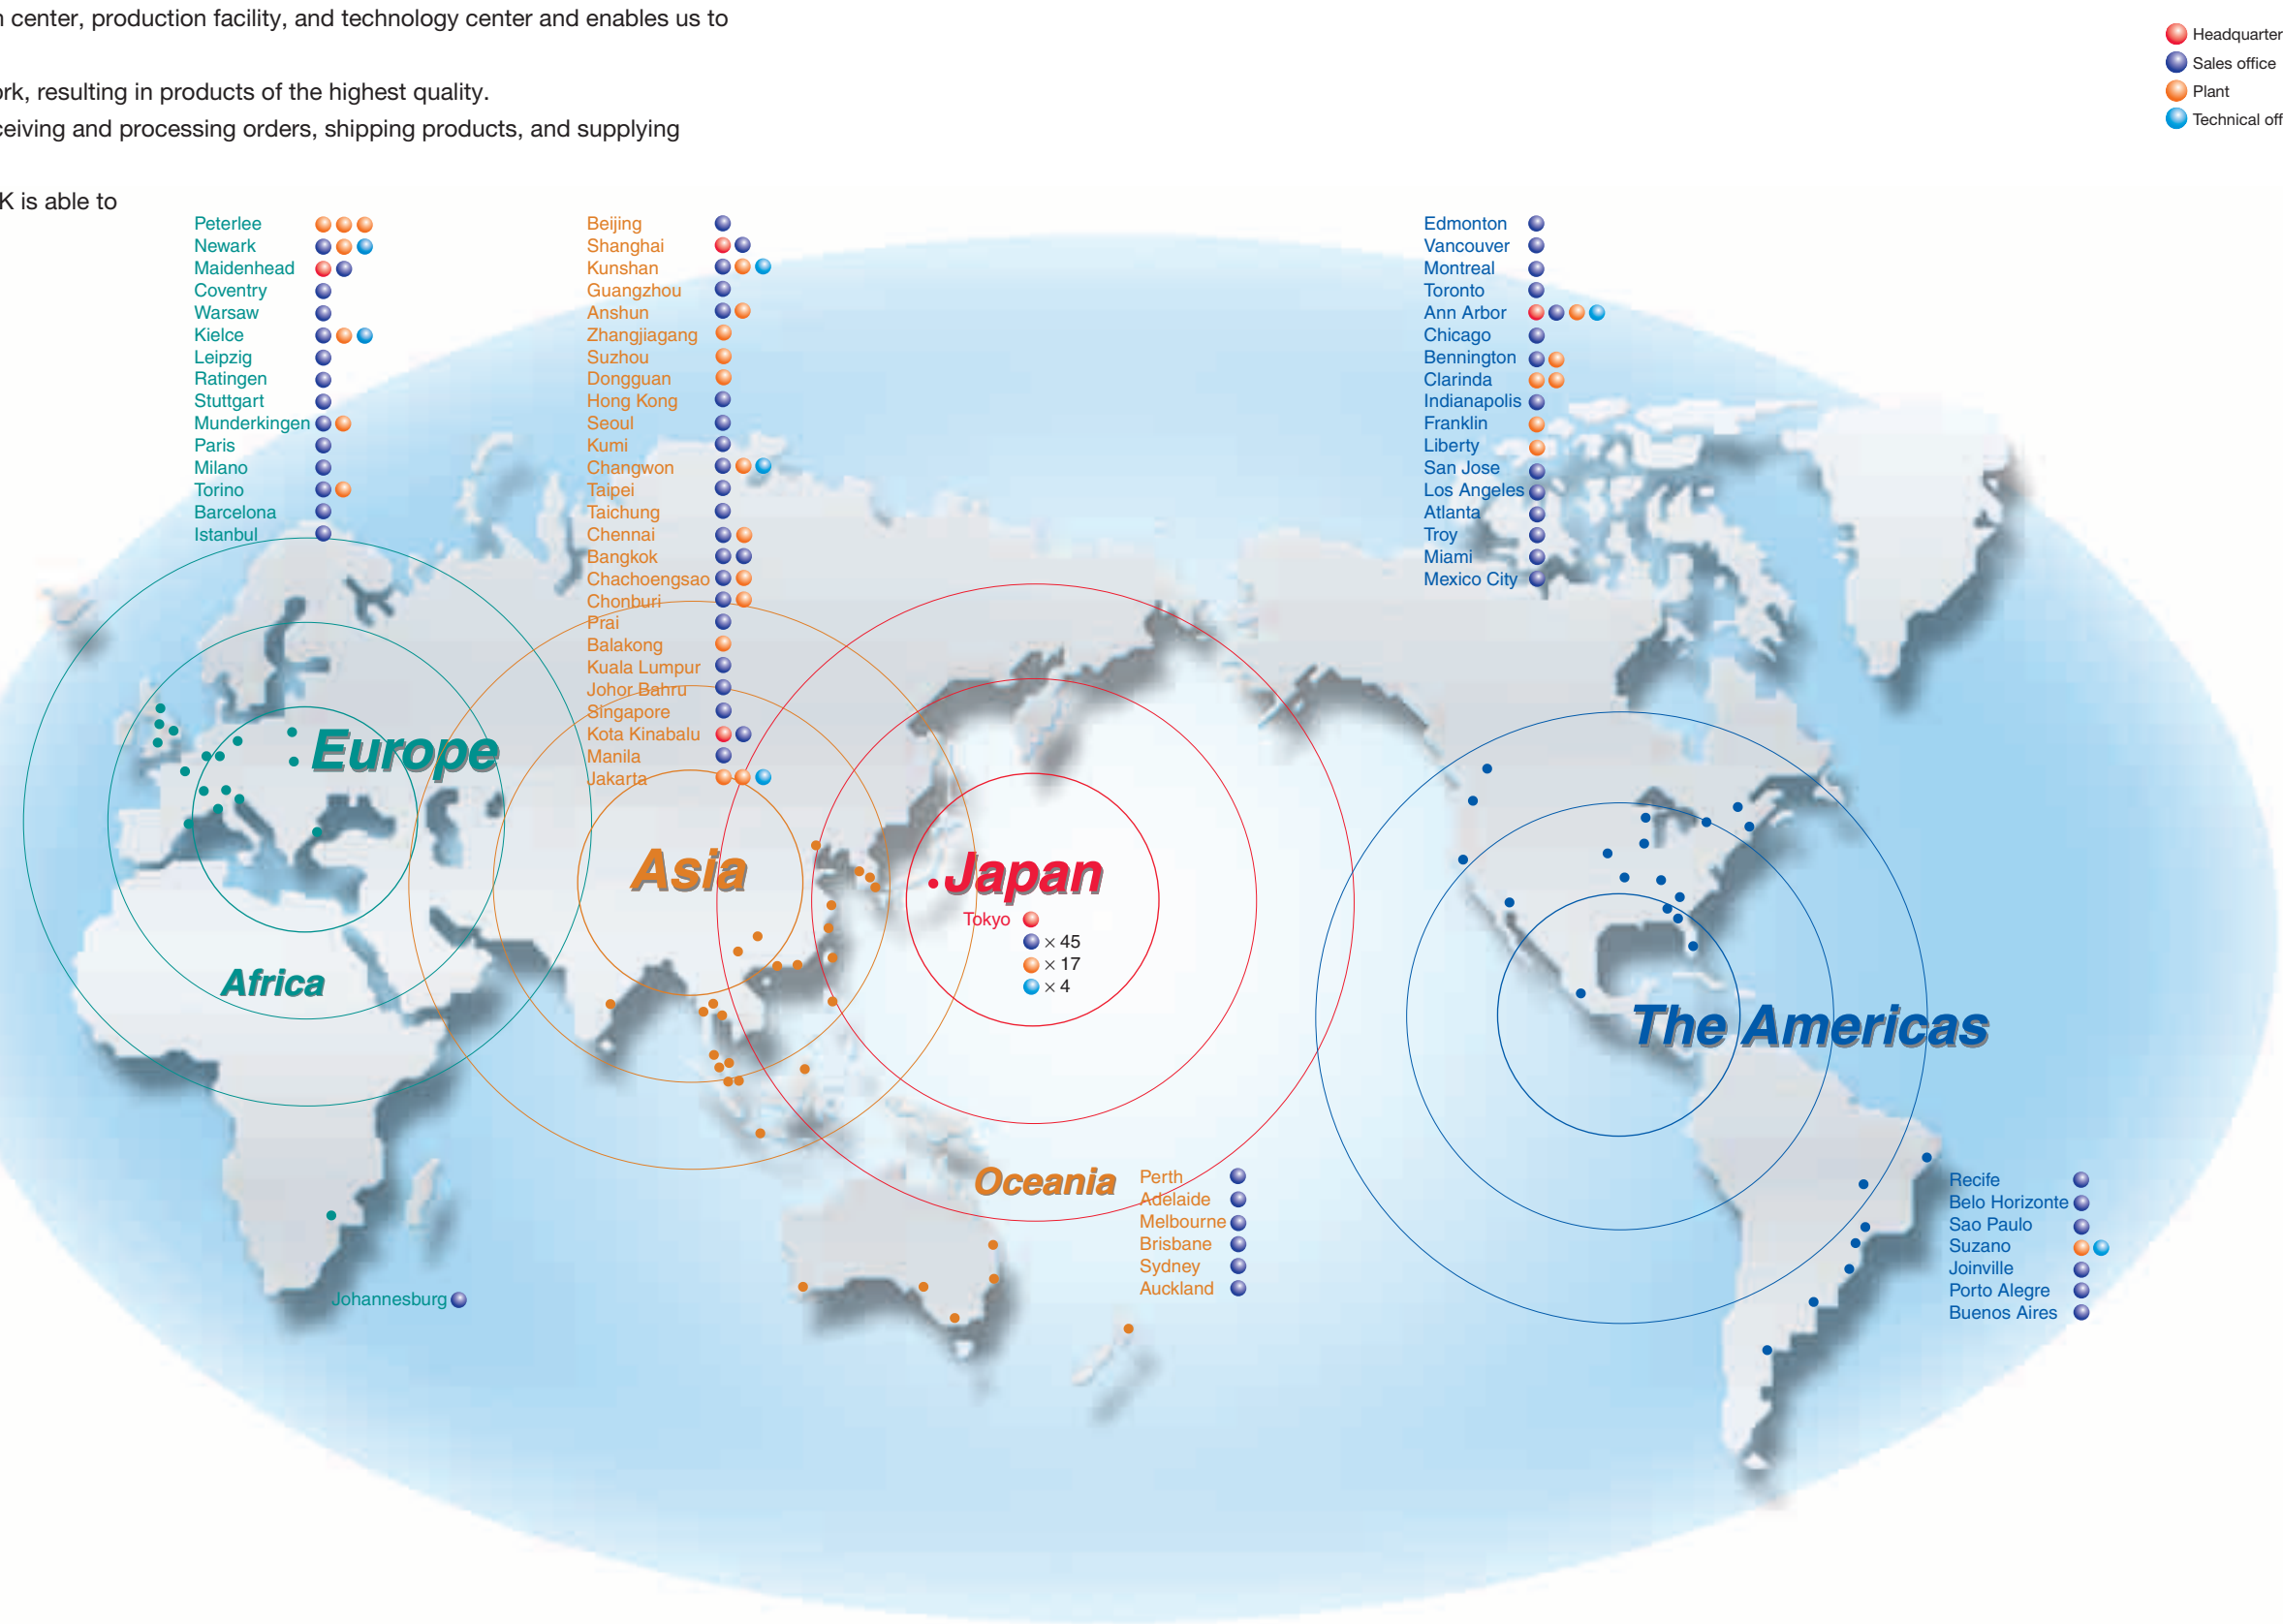 n center, production facility, and technology center and enables us to
ork, resulting in products of the highest quality.
ceiving and processing orders, shipping products, and supplying
K is able to
Headquarter
Sales office
Plant
Technical off
Peterlee
Newark
Maidenhead
Coventry
Warsaw
Kielce
Leipzig
Ratingen
Stuttgart
Munderkingen
Paris
Milano
Torino
Barcelona
Istanbul
Beijing
Shanghai
Kunshan
Guangzhou
Anshun
Zhangjiagang
Suzhou
Dongguan
Hong Kong
Seoul
Kumi
Changwon
Taipei
Taichung
Chennai
Bangkok
Chachoengsao
Chonburi
Prai
Balakong
Kuala Lumpur
Johor Bahru
Singapore
Kota Kinabalu
Manila
Jakarta
Edmonton
Vancouver
Montreal
Toronto
Ann Arbor
Chicago
Bennington
Clarinda
Indianapolis
Franklin
Liberty
San Jose
Los Angeles
Atlanta
Troy
Miami
Mexico City
Europe
Africa
Asia
Japan
Tokyo
× 45
× 17
× 4
The Americas
Oceania
Perth
Adelaide
Melbourne
Brisbane
Sydney
Auckland
Recife
Belo Horizonte
Sao Paulo
Suzano
Joinville
Porto Alegre
Buenos Aires
Johannesburg